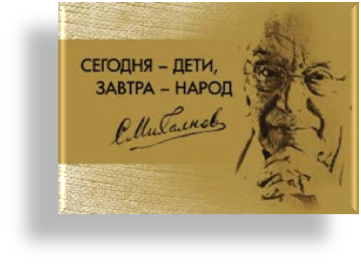 СЕГОДНЯ – ДЕТИ,
ЗАВТРА – НАРОД
С. Михалков